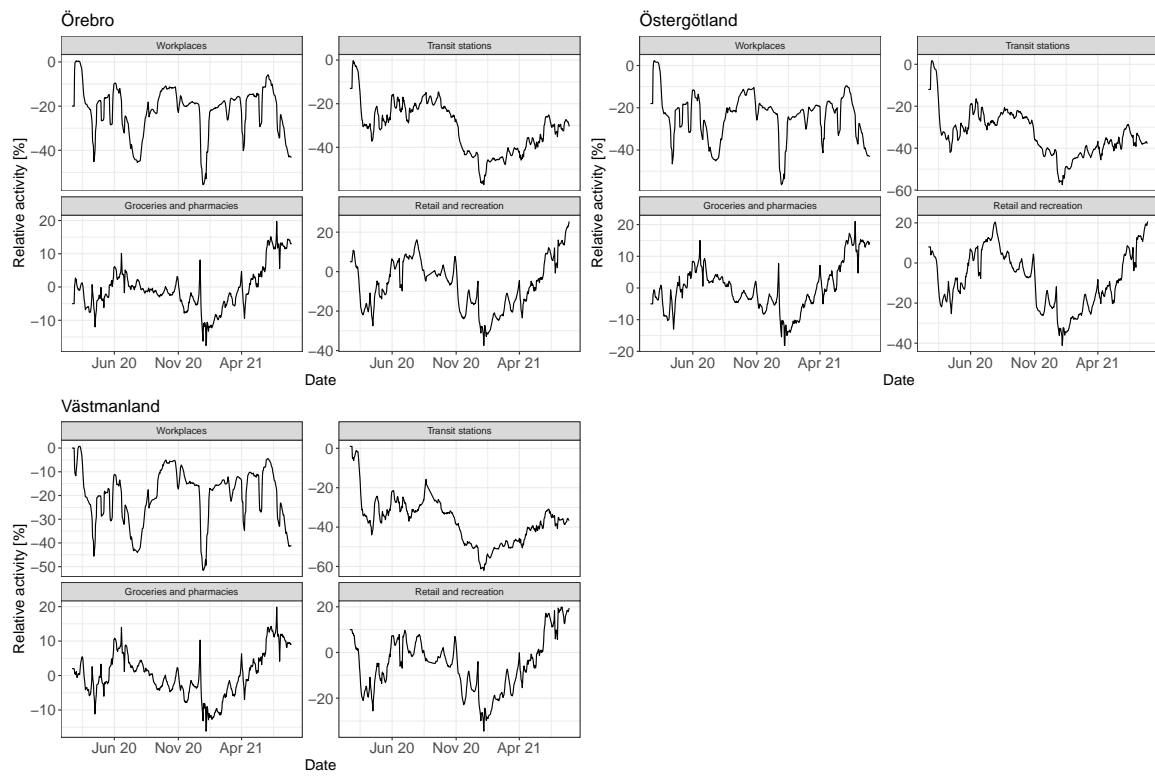 Örebro
Workplaces
Transit stations
0
−20
−40
0
−20
−40
Groceries and pharmacies
Retail and recreation
20
10
0
−10
20
0
−20
−40
Jun 20 Nov 20 Apr 21
Jun 20 Nov 20 Apr 21
Relative activity [%]
Date
Östergötland
Workplaces
Transit stations
0
−20
−40
0
−20
−40
−60
Groceries and pharmacies
Retail and recreation
20
10
0
−10
−20
20
0
−20
−40
Jun 20 Nov 20 Apr 21
Jun 20 Nov 20 Apr 21
Relative activity [%]
Date
Västmanland
Workplaces
Transit stations
0
−10
−20
−30
−40
−50
0
−20
−40
−60
Groceries and pharmacies
Retail and recreation
20
10
0
−10
20
0
−20
Jun 20 Nov 20 Apr 21
Jun 20 Nov 20 Apr 21
Relative activity [%]
Date